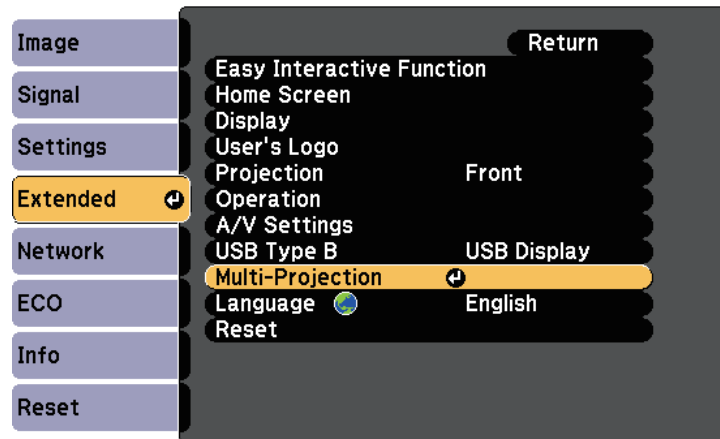 Image
Signal
Settings
Extended
Network
ECO
Info
Reset
Return
Easy Interactive Function
Home Screen
Display
User's Logo
Projection Front
Operation
A/V Settings
USB Type B USB Display
Multi-Projection
Language English
Reset